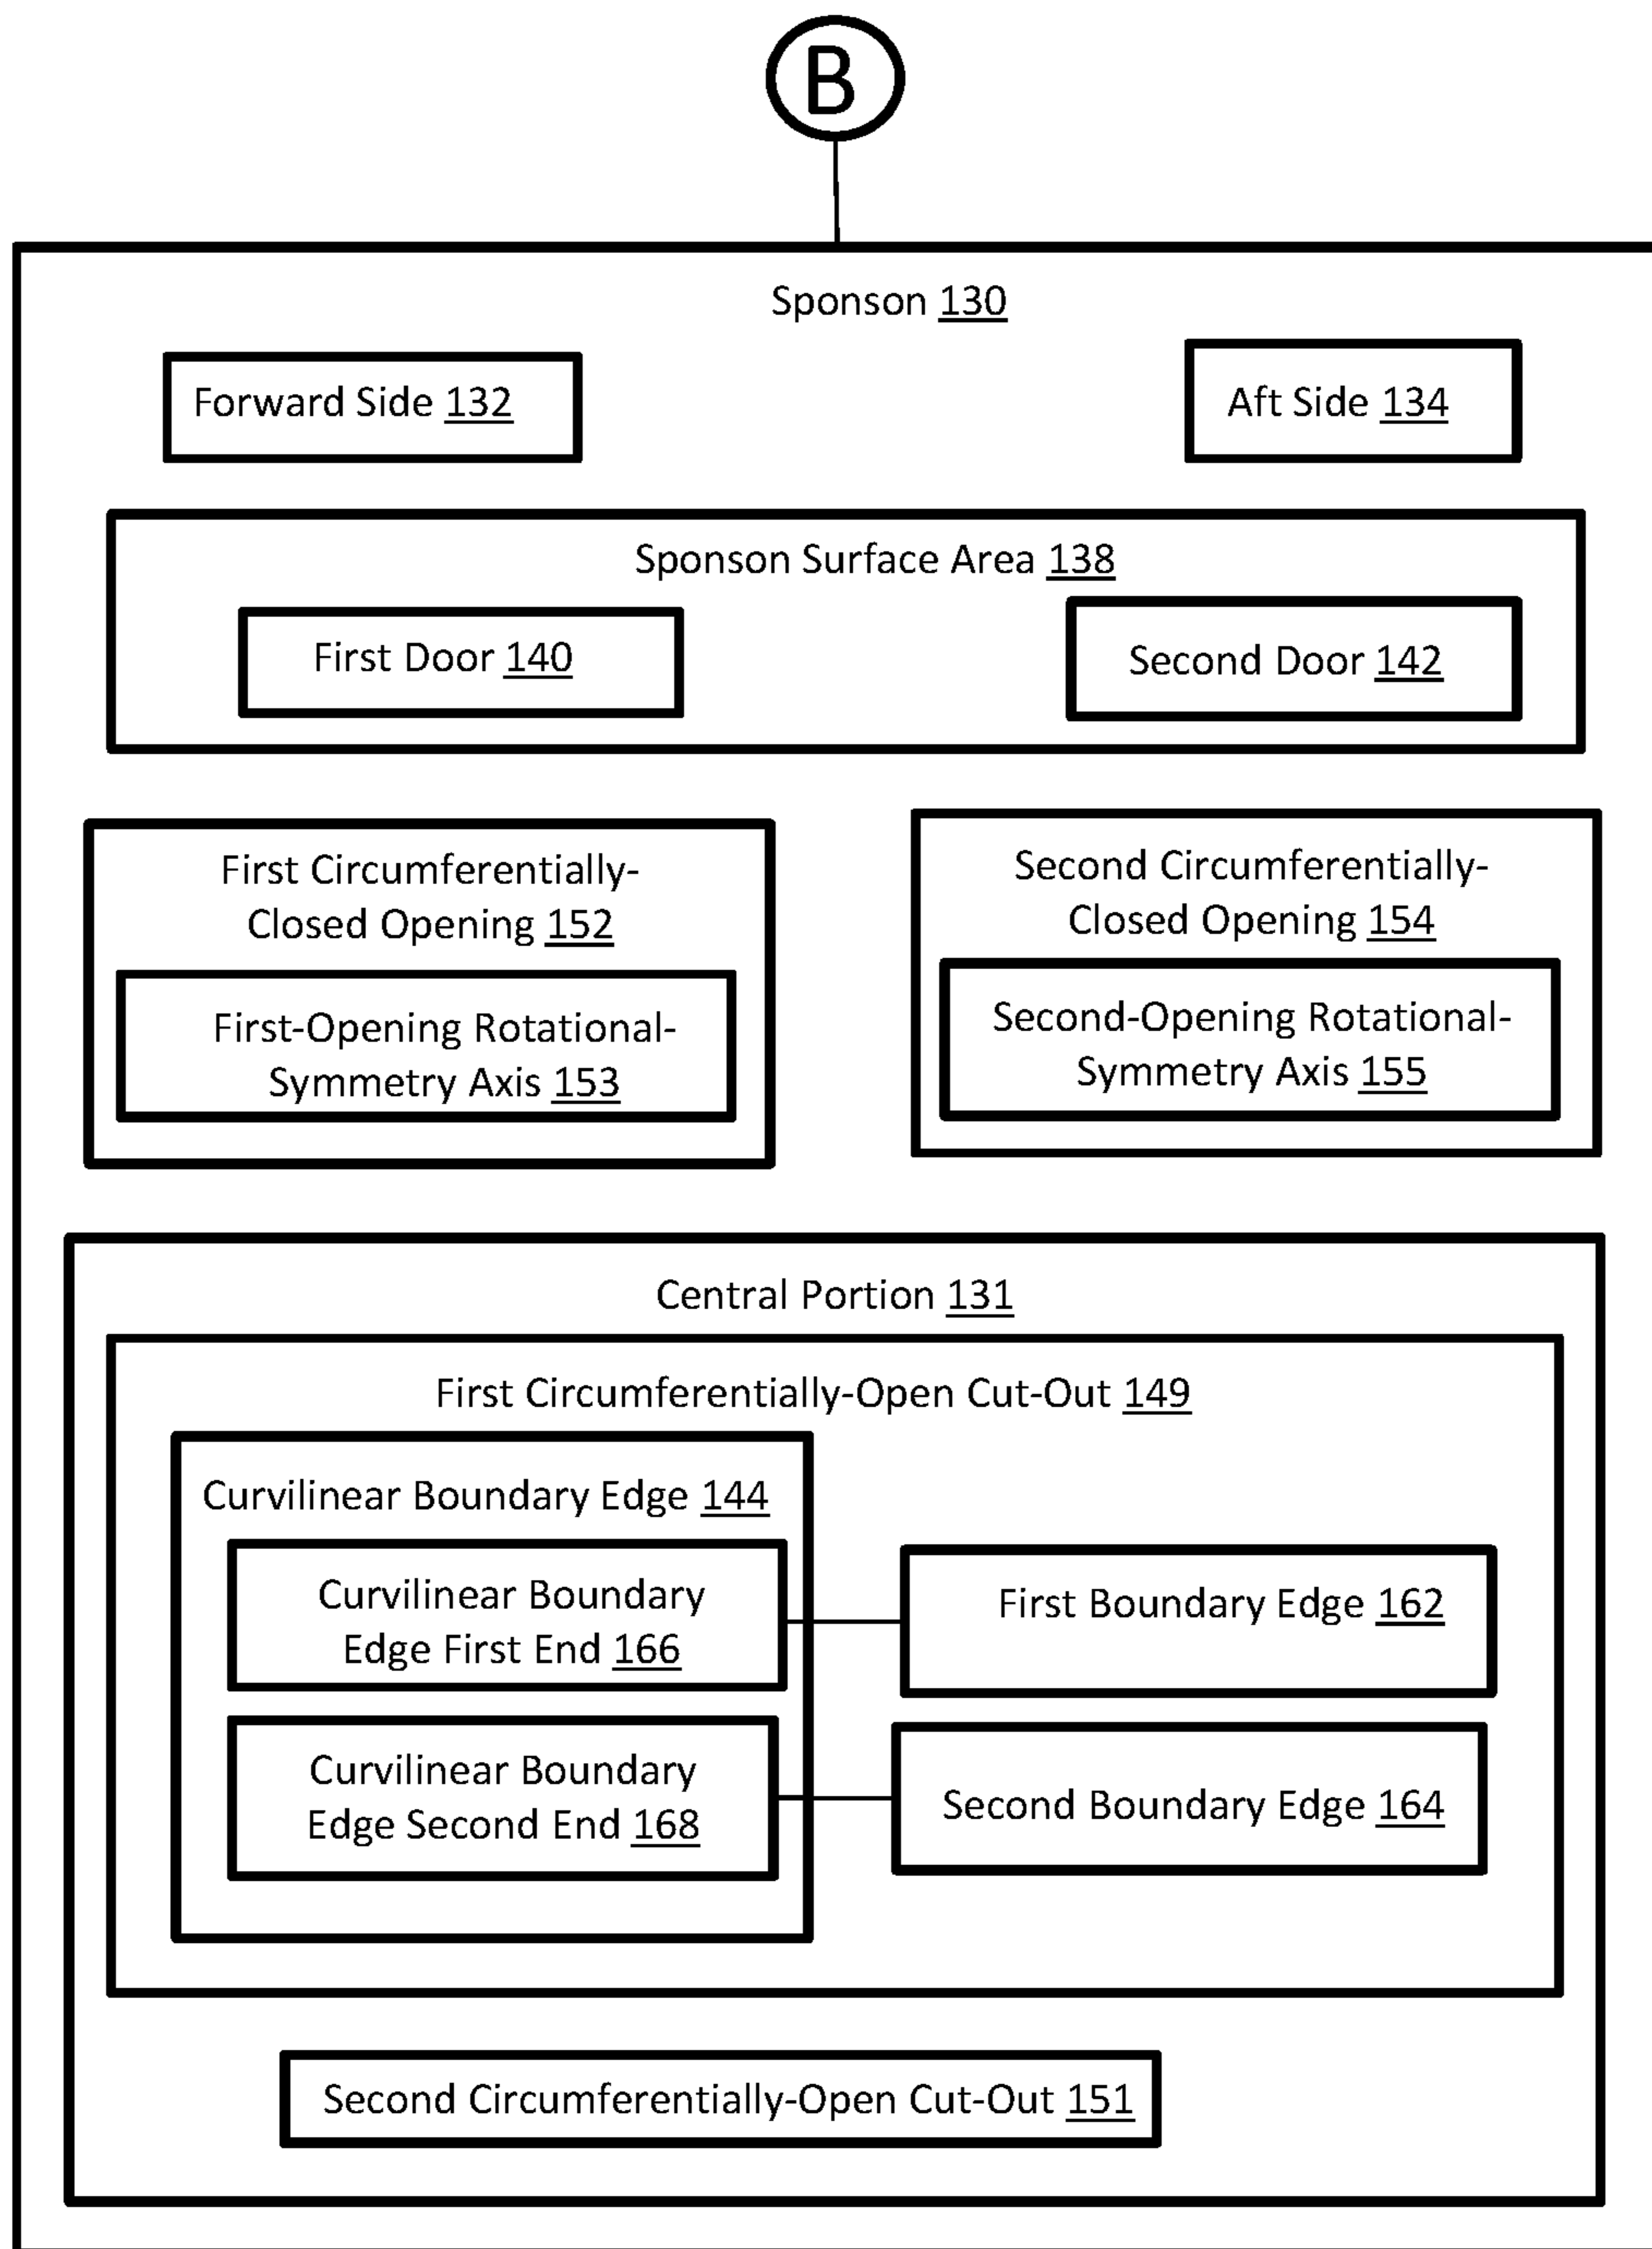 B
Sponson 130
Forward Side 132
Aft Side 134
Sponson Surface Area 138
First Door 140
Second Door 142
First Circumferentially-
Closed Opening 152
First-Opening Rotational-
Symmetry Axis 153
Second Circumferentially-
Closed Opening 154
Second-Opening Rotational-
Symmetry Axis 155
Central Portion 131
First Circumferentially-Open Cut-Out 149
Curvilinear Boundary Edge 144
Curvilinear Boundary
Edge First End 166
First Boundary Edge 162
Curvilinear Boundary
Edge Second End 168
Second Boundary Edge 164
Second Circumferentially-Open Cut-Out 151